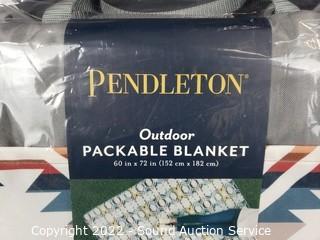 PENDLETON®
Outdoor
PACKABLE BLANKET
60 in x 72 in (152 cm x 182 cm)
Copyright 2022 - Sound Auction Service